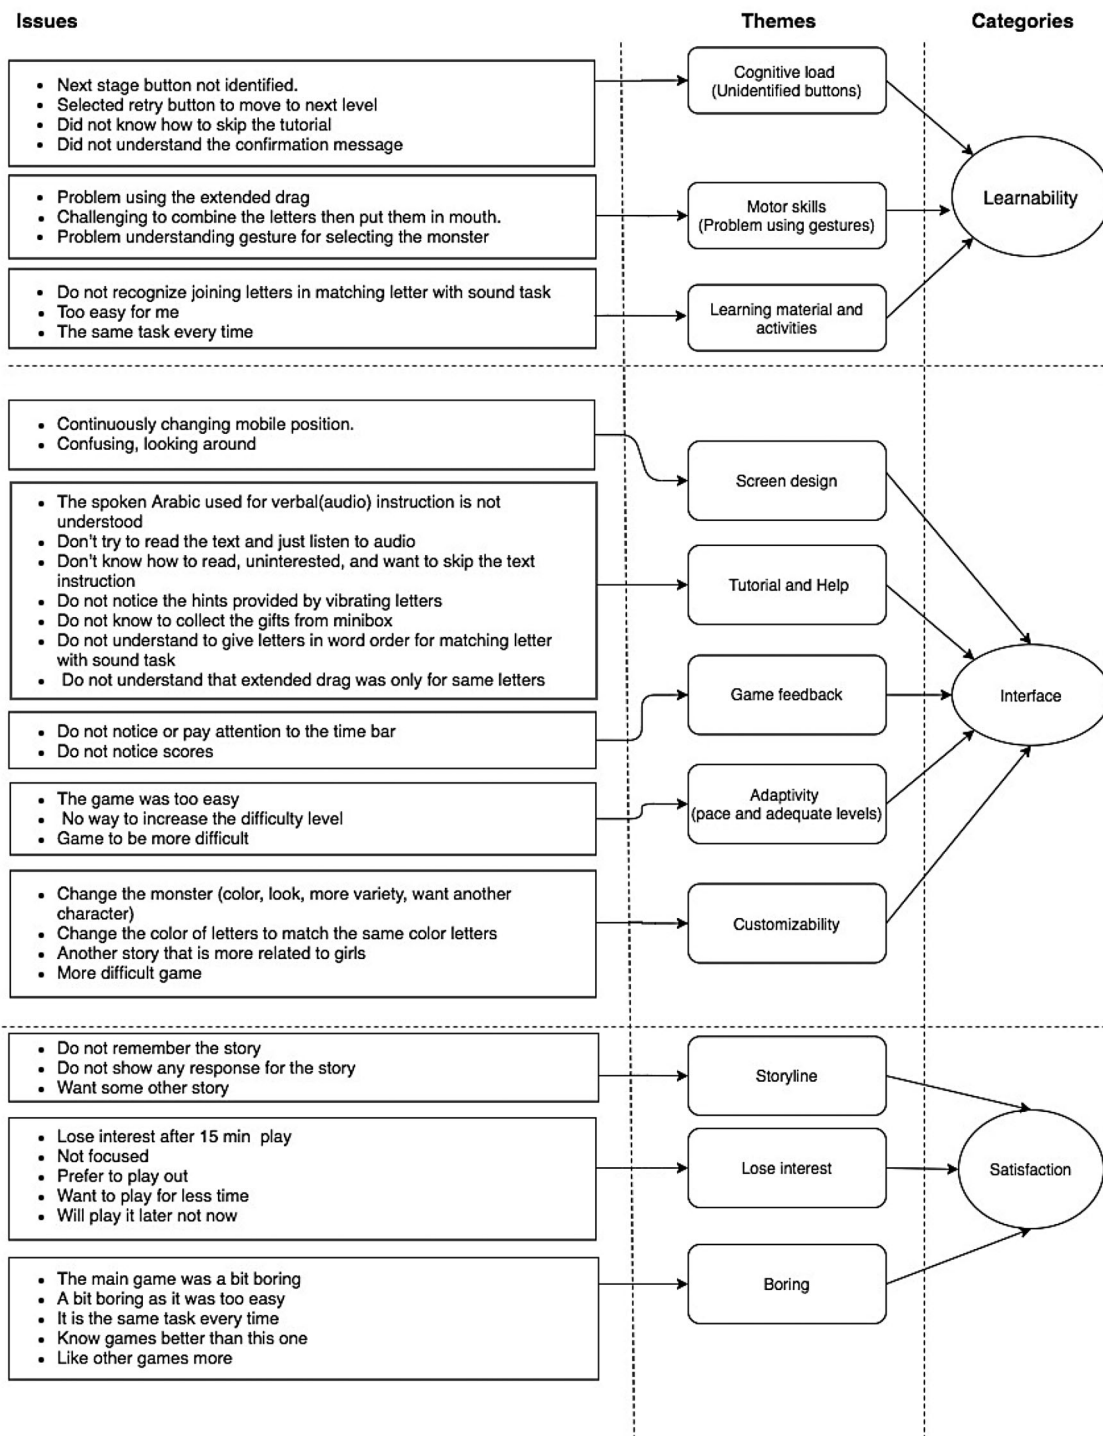 Issues
Themes
Categories
• Next stage button not identified.
• Selected retry button to move to next level
• Did not know how to skip the tutorial
• Did not understand the confirmation message
Cognitive load
(Unidentified buttons)
• Problem using the extended drag
• Challenging to combine the letters then put them in mouth.
• Problem understanding gesture for selecting the monster
Motor skills
(Problem using gestures)
Learnability
• Do not recognize joining letters in matching letter with sound task
• Too easy for me
• The same task every time
Learning material and
activities
• Continuously changing mobile position.
• Confusing, looking around
Screen design
• The spoken Arabic used for verbal(audio) instruction is not
understood
• Don't try to read the text and just listen to audio
• Don't know how to read, uninterested, and want to skip the text
instruction
• Do not notice the hints provided by vibrating letters
• Do not know to collect the gifts from minibox
• Do not understand to give letters in word order for matching letter
with sound task
• Do not understand that extended drag was only for same letters
Tutorial and Help
• Do not notice or pay attention to the time bar
• Do not notice scores
Game feedback
Interface
• The game was too easy
• No way to increase the difficulty level
• Game to be more difficult
Adaptivity
(pace and adequate levels)
• Change the monster (color, look, more variety, want another
character)
• Change the color of letters to match the same color letters
• Another story that is more related to girls
• More difficult game
Customizability
• Do not remember the story
• Do not show any response for the story
• Want some other story
Storyline
• Lose interest after 15 min play
• Not focused
• Prefer to play out
• Want to play for less time
• Will play it later not now
Lose interest
Satisfaction
• The main game was a bit boring
• A bit boring as it was too easy
• It is the same task every time
• Know games better than this one
• Like other games more
Boring